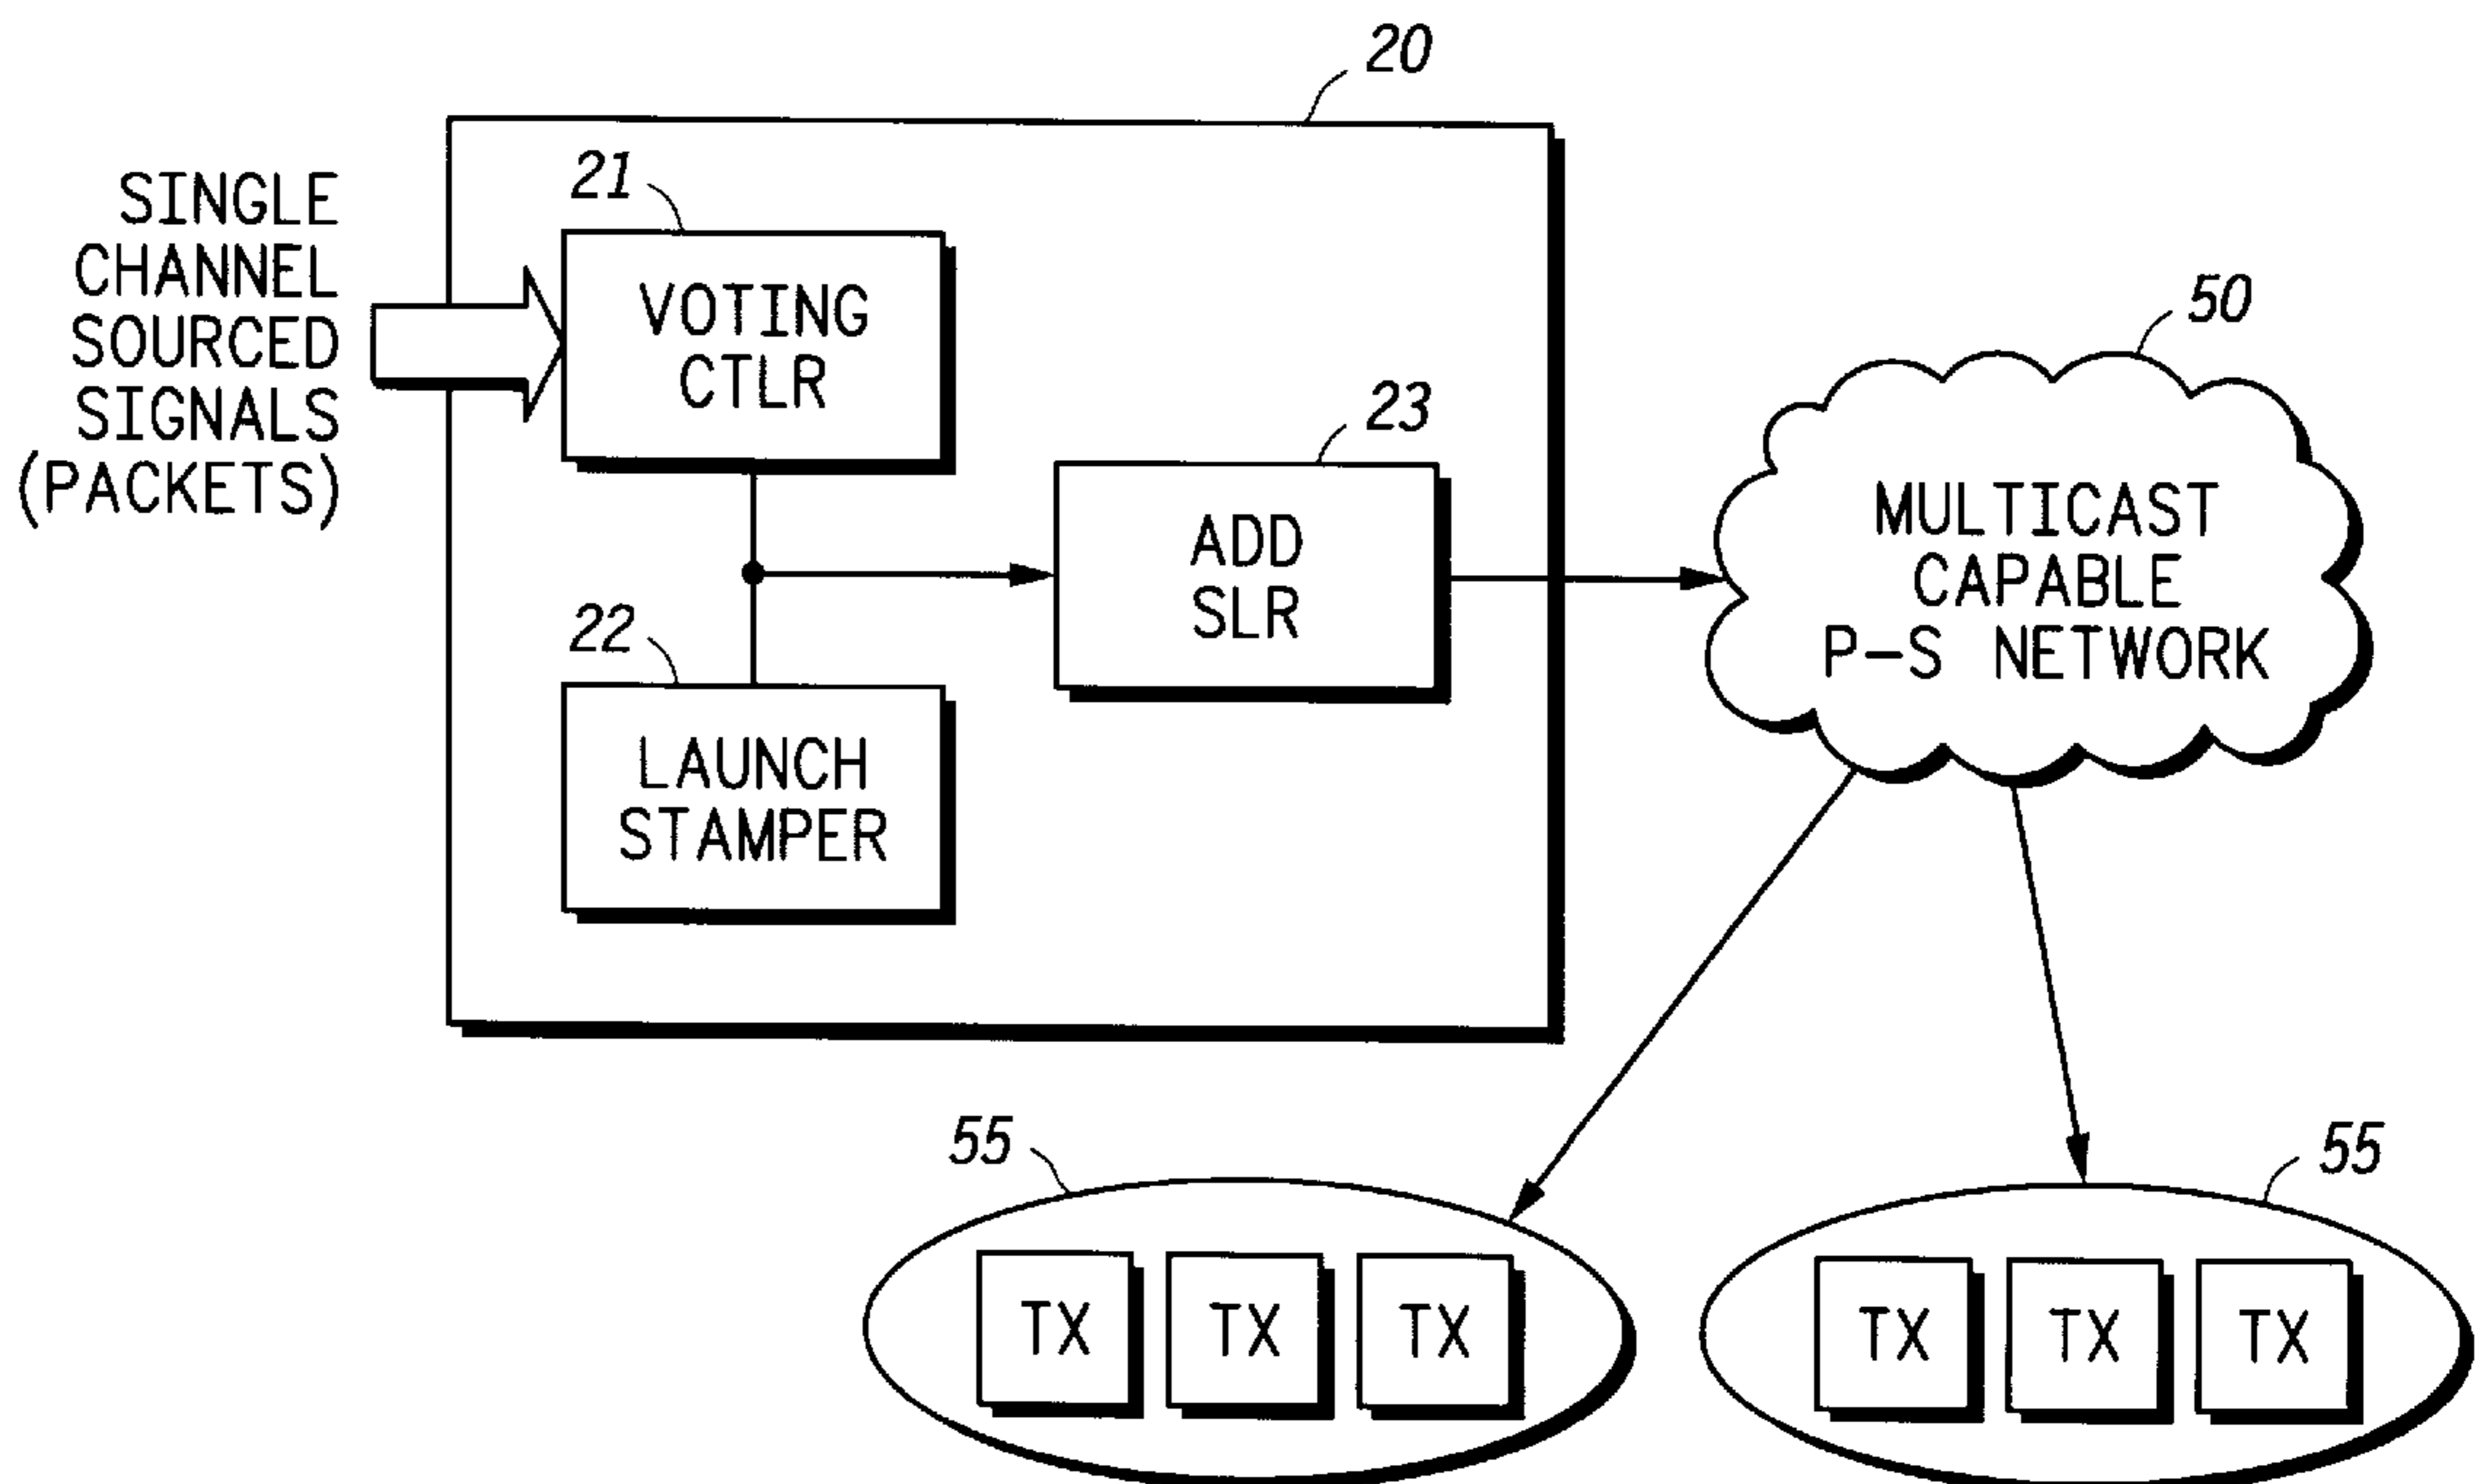 20
21
SINGLE
CHANNEL
SOURCED
SIGNALS
(PACKETS)
VOTING
CTLR
50
23
ADD
SLR
MULTICAST
CAPABLE
P-S NETWORK
22
LAUNCH
STAMPER
55
55
TX TX TX
TX TX TX